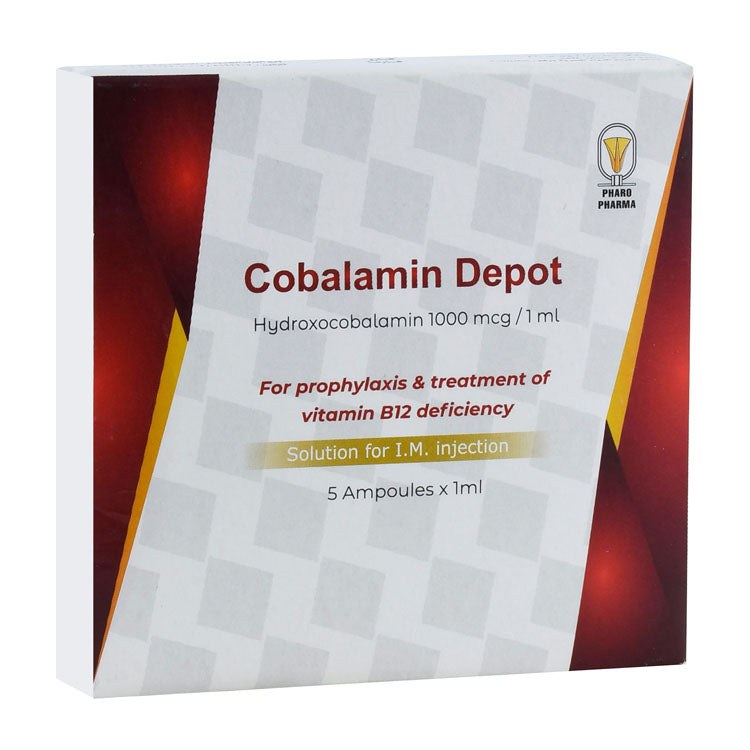 PHARO
PHARMA
Cobalamin Depot
Hydroxocobalamin 1000 mcg / 1 ml
For prophylaxis & treatment of
vitamin B12 deficiency
Solution for I.M. injection
5 Ampoules x 1ml